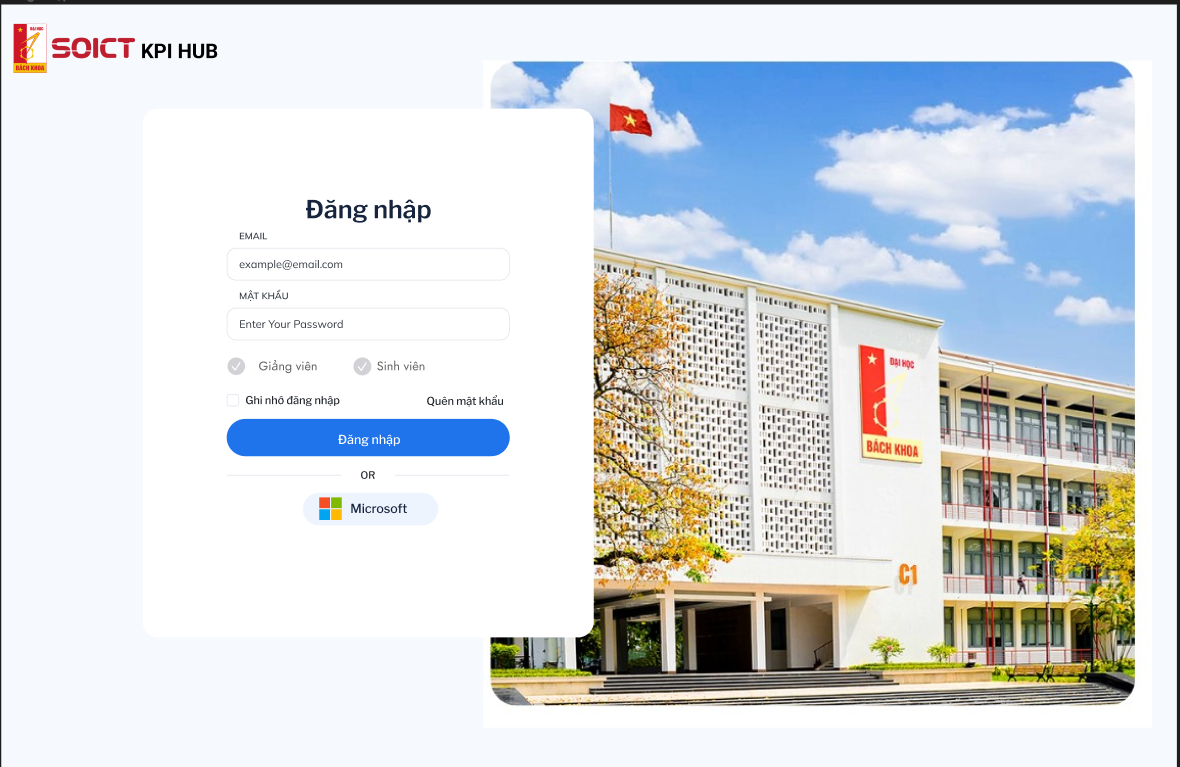 ĐẠI HỌC
BÁCH KHOA
SOICT KPI HUB
Đăng nhập
EMAIL
example@email.com
MẬT KHẨU
Enter Your Password
Giảng viên
Sinh viên
Ghi nhô đăng nhập
Quên mật khẩu
Đăng nhập
OR
Microsoft
ĐẠI HỌC
BÁCH KHOA
C1